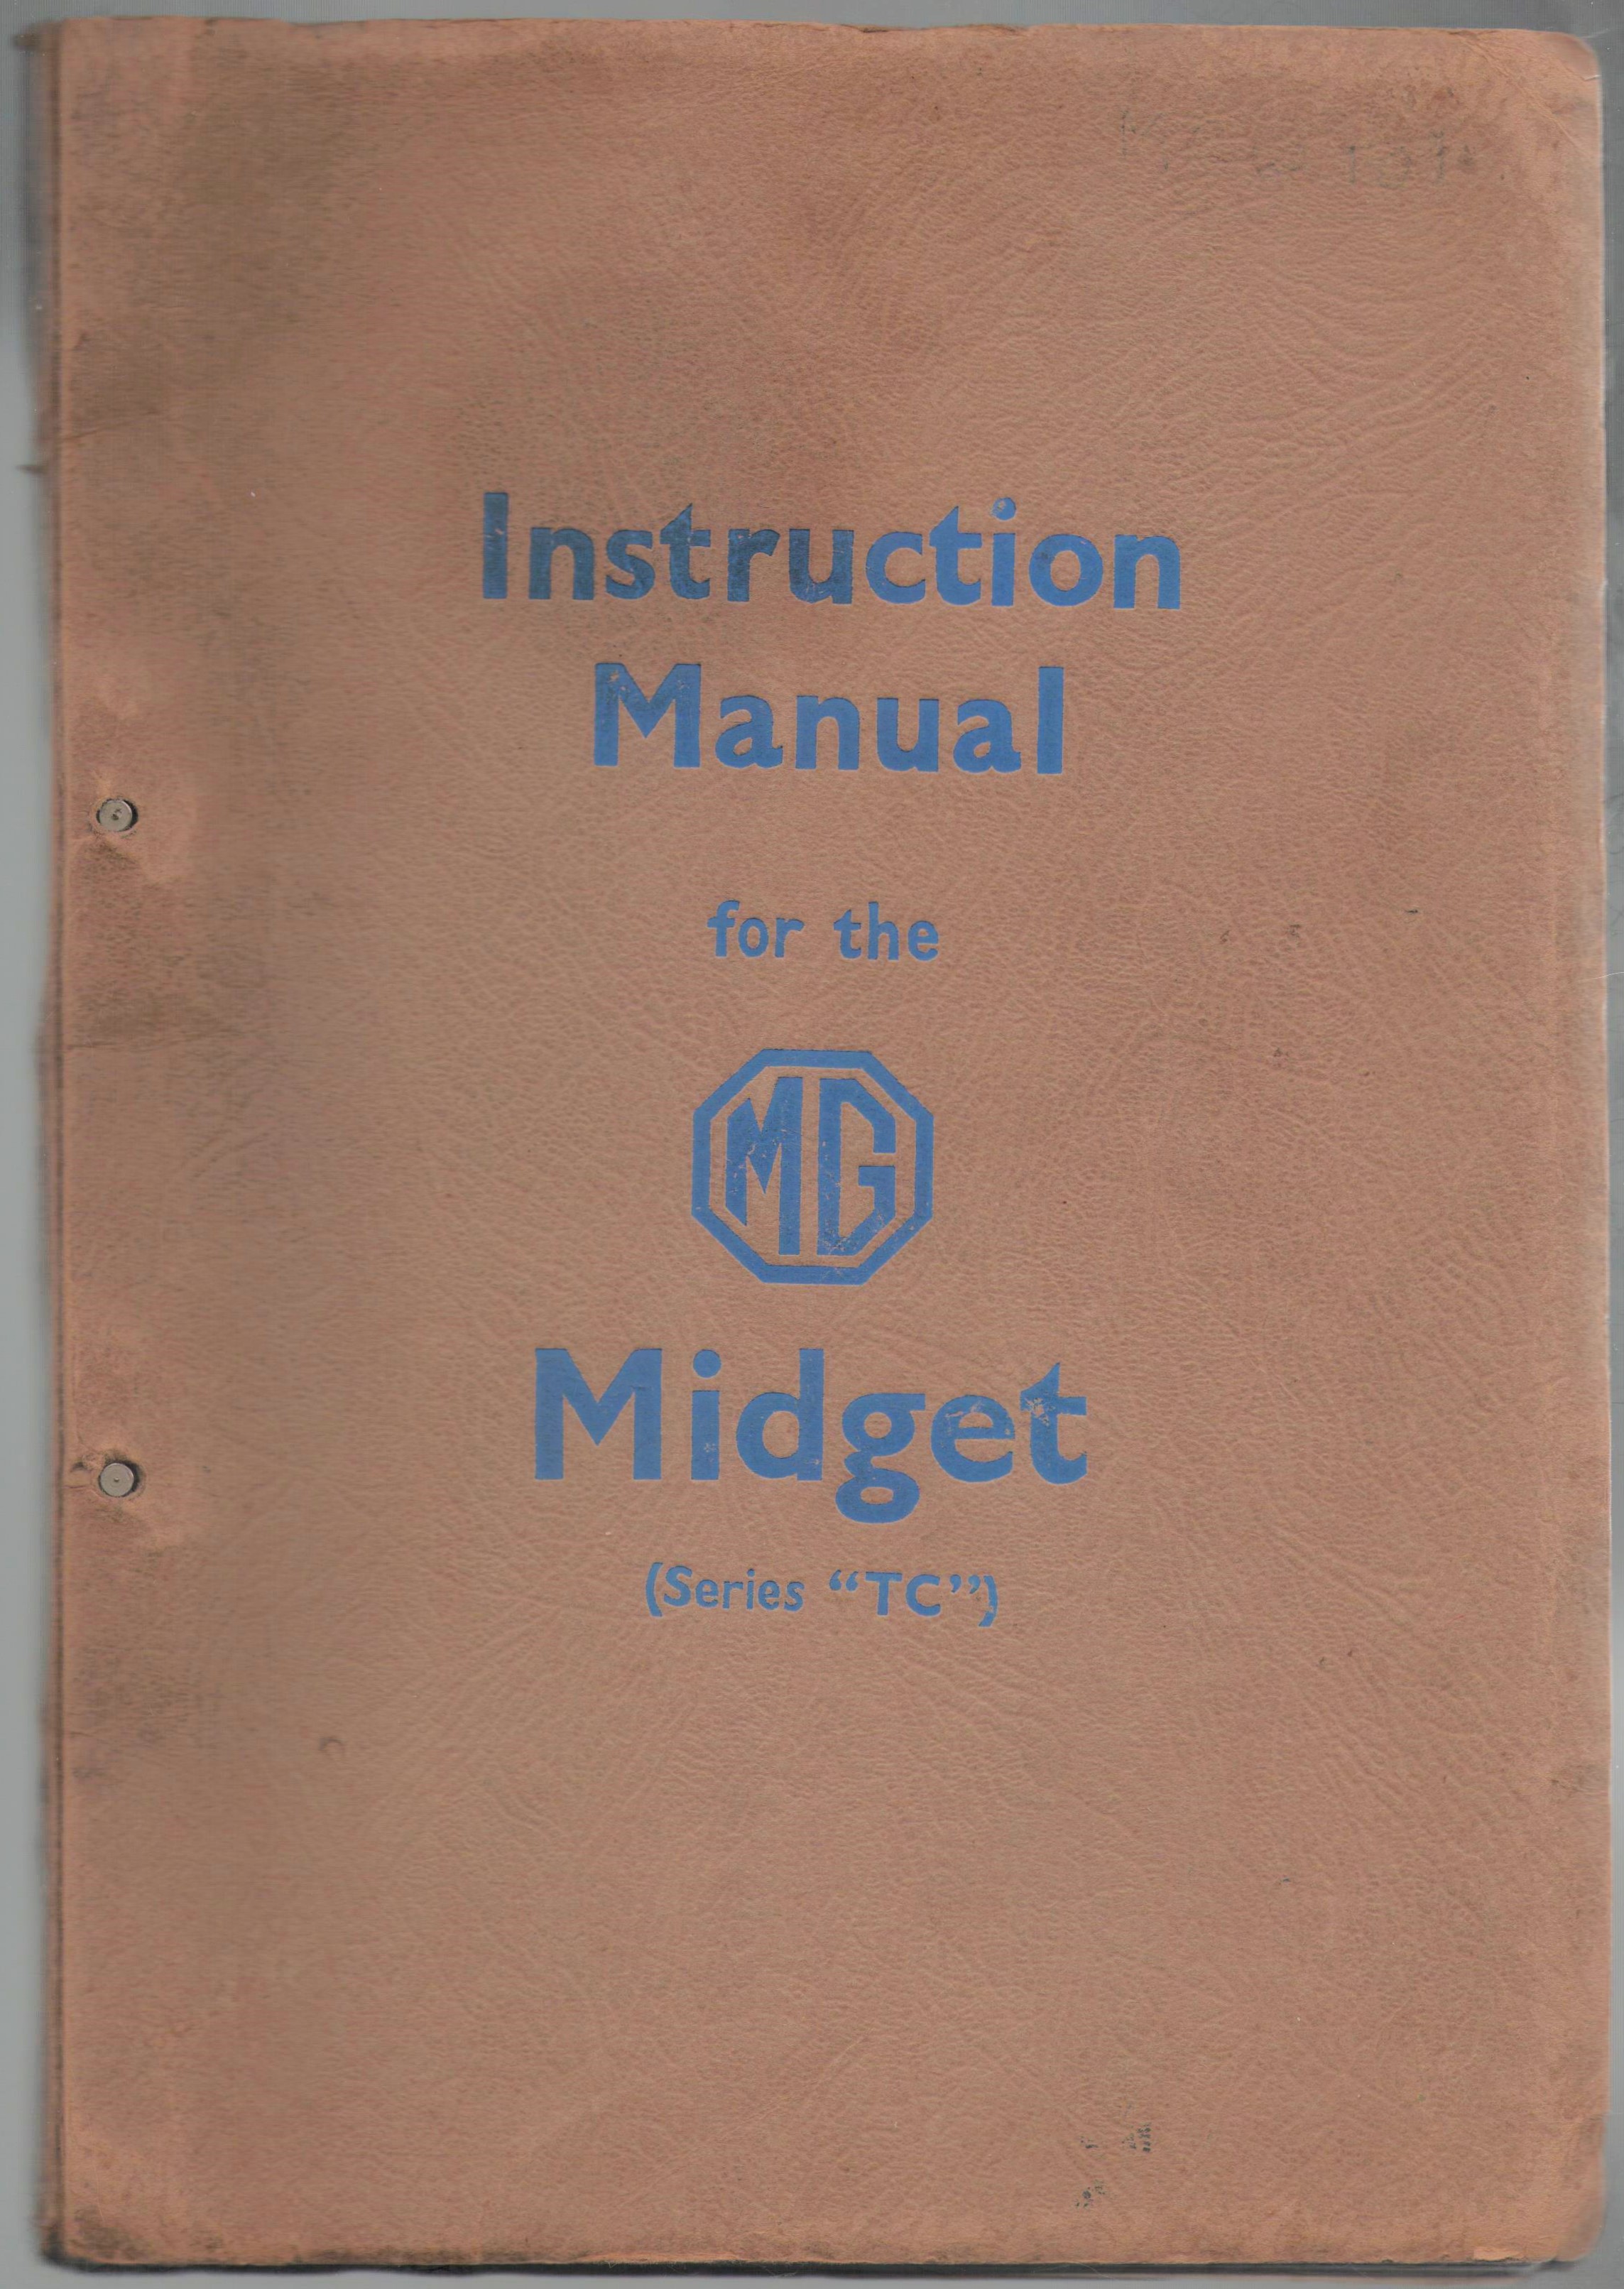 Instruction
Manual
for the
MG
Midget
(Series “TC”)